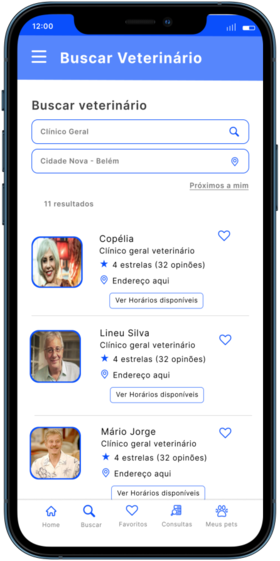 12:00
Buscar Veterinário
Buscar veterinário
Clínico Geral
Cidade Nova - Belém
Próximos a mim
11 resultados
Copélia
Clínico geral veterinário
4 estrelas (32 opinões)
Endereço aqui
Ver Horários disponíveis
Lineu Silva
Clínico geral veterinário
4 estrelas (32 opinões)
Endereço aqui
Ver Horários disponíveis
Mário Jorge
Clínico geral veterinário
4 estrelas (32 opinões)
Endereço aqui
Ver Horários disponíveis
Home Buscar Favoritos Consultas Meus pets